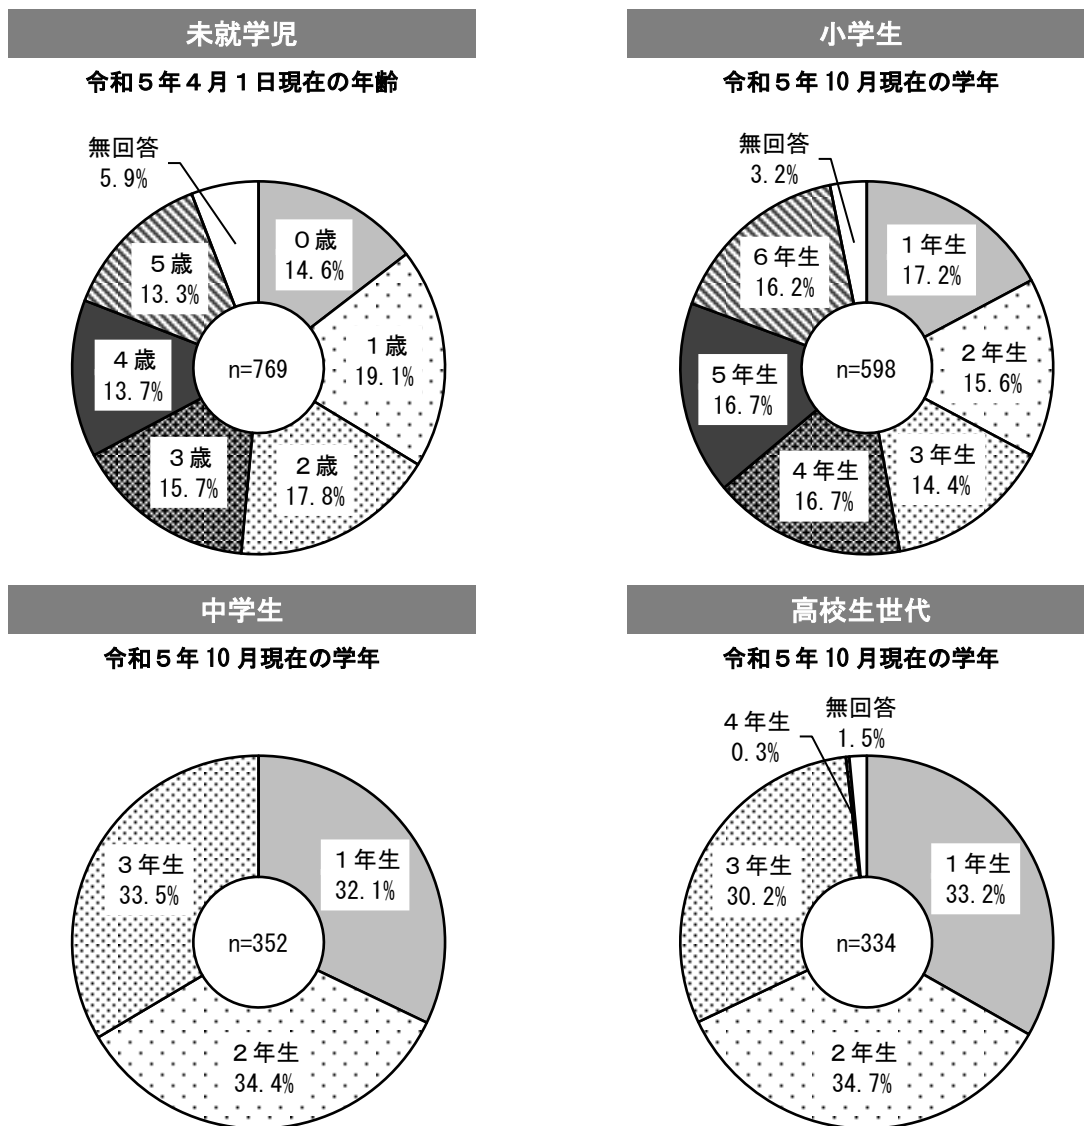 未就学児
令和５年４月１日現在の年齢
無回答
5.9%
０歳
14.6%
１歳
19.1%
２歳
17.8%
３歳
15.7%
４歳
13.7%
５歳
13.3%
n=769
小学生
令和５年 10 月現在の学年
無回答
3.2%
１年生
17.2%
２年生
15.6%
３年生
14.4%
４年生
16.7%
５年生
16.7%
６年生
16.2%
n=598
中学生
令和５年 10 月現在の学年
１年生
32.1%
２年生
34.4%
３年生
33.5%
n=352
高校生世代
令和５年 10 月現在の学年
４年生
0.3%
無回答
1.5%
１年生
33.2%
２年生
34.7%
３年生
30.2%
n=334